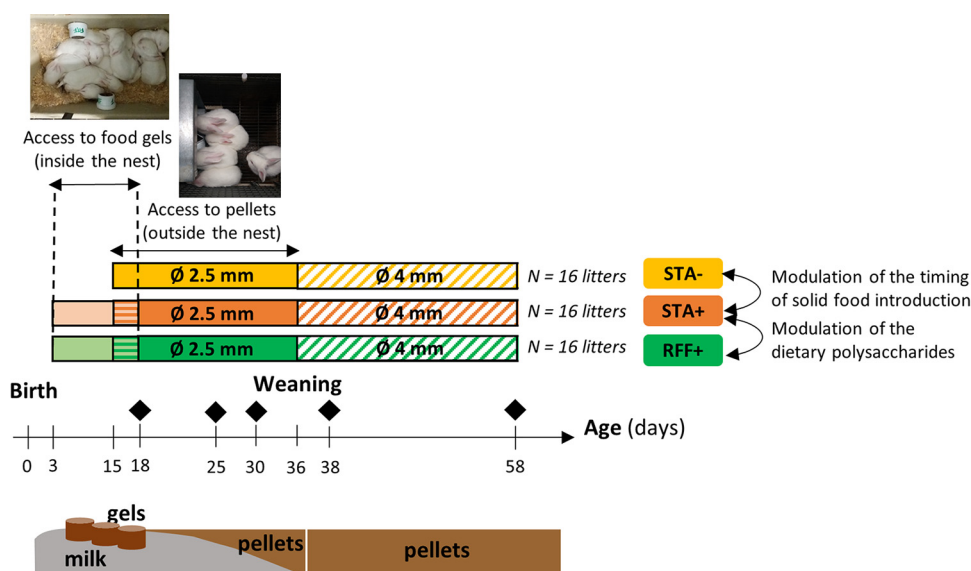 Access to food gels
(inside the nest)
Access to pellets
(outside the nest)
Ø 2.5 mm
Ø 4 mm
N = 16 litters
STA-
Ø 2.5 mm
Ø 4 mm
N = 16 litters
STA+
Ø 2.5 mm
Ø 4 mm
N = 16 litters
RFF+
Modulation of the timing
of solid food introduction
Modulation of the
dietary polysaccharides
Birth
Weaning
Age (days)
0 3 15 18 25 30 36 38 58
gels
milk
pellets
pellets